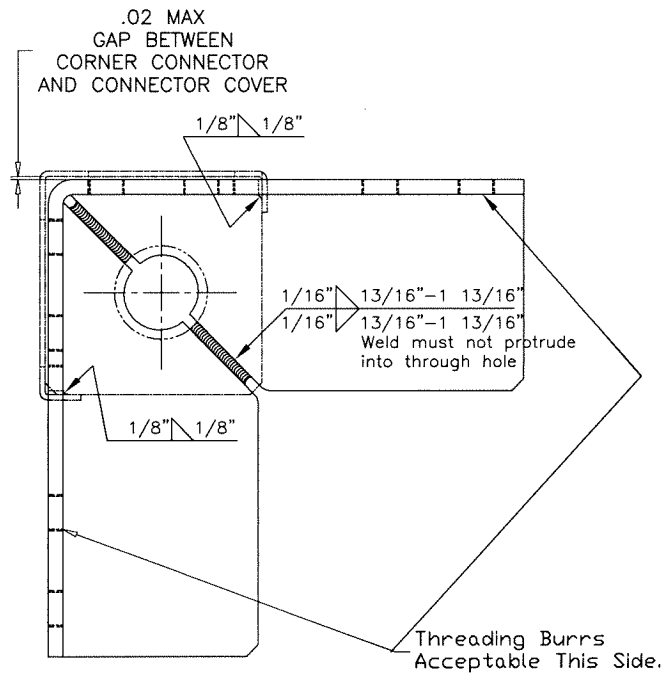 .02 MAX
GAP BETWEEN
CORNER CONNECTOR
AND CONNECTOR COVER
1/8" 1/8"
1/16" 13/16"-1 13/16"
1/16" 13/16"-1 13/16"
Weld must not protrude
into through hole
1/8" 1/8"
Threading Burrs
Acceptable This Side.